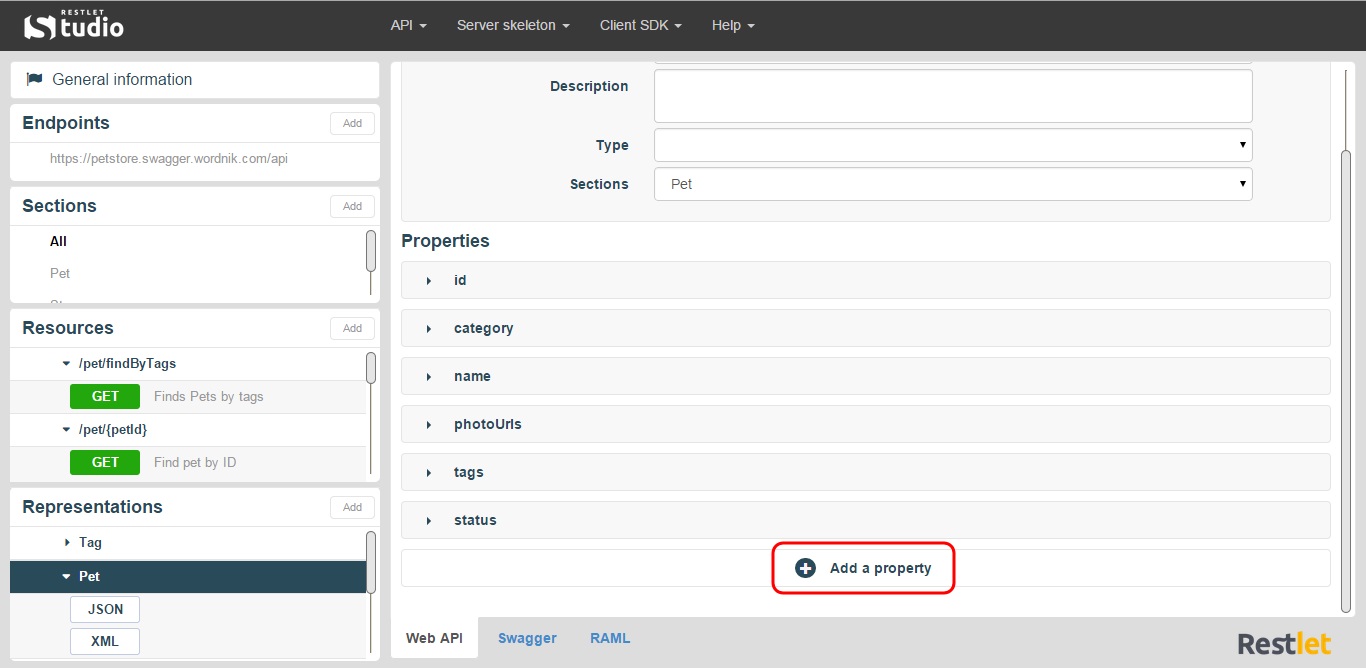 RESTLET
Studio
API
Server skeleton
Client SDK
Help
General information
Endpoints
Add
https://petstore.swagger.wordnik.com/api
Sections
Add
All
Pet
Resources
Add
/pet/findByTags
GET Finds Pets by tags
/pet/{petId}
GET Find pet by ID
Representations
Add
Tag
Pet
JSON
XML
Description
Type
Sections Pet
Properties
id
category
name
photoUrls
tags
status
Add a property
Web API
Swagger
RAML
Restlet